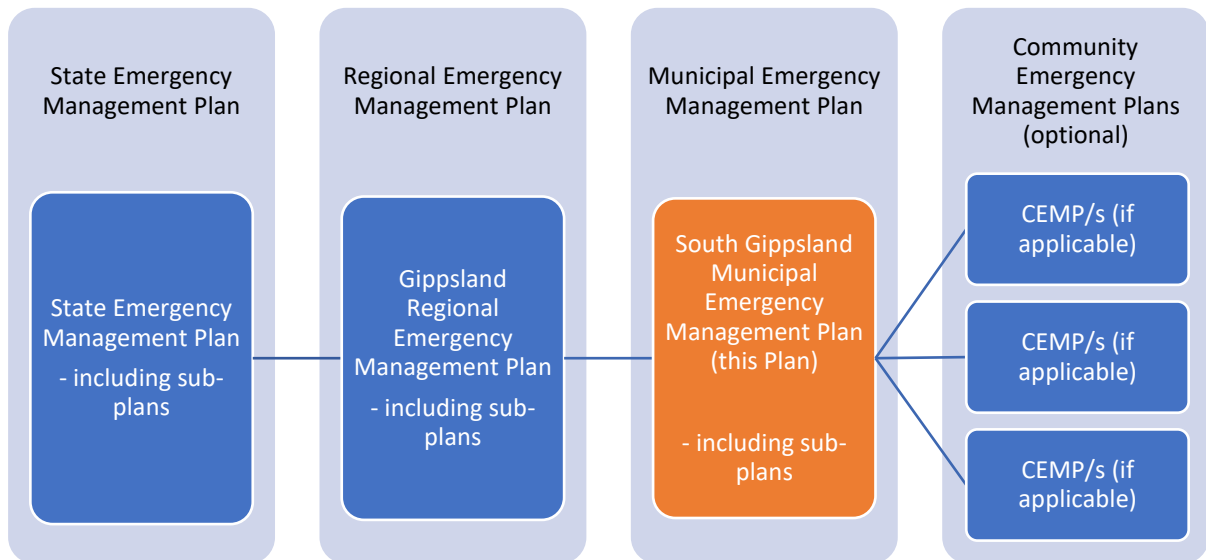 State Emergency
Management Plan
State Emergency
Management Plan
- including sub-
plans
Regional Emergency
Management Plan
Gippsland
Regional
Emergency
Management Plan
- including sub-
plans
Municipal Emergency
Management Plan
South Gippsland
Municipal
Emergency
Management Plan
(this Plan)
- including sub-
plans
Community
Emergency
Management Plans
(optional)
CEMP/s (if
applicable)
CEMP/s (if
applicable)
CEMP/s (if
applicable)